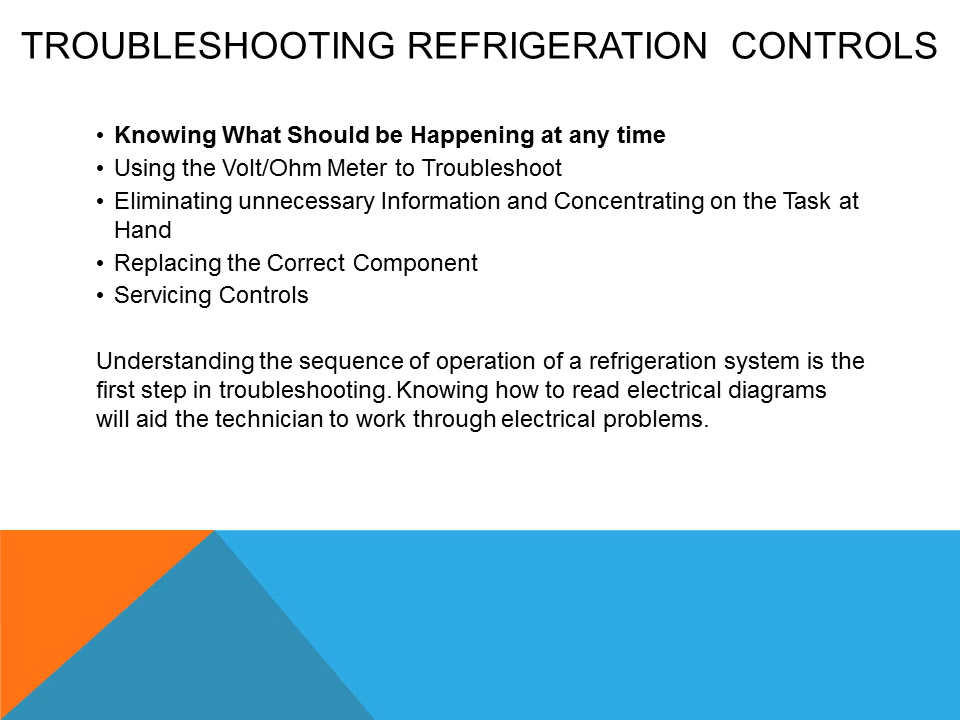 TROUBLESHOOTING REFRIGERATION  CONTROLS
• Knowing What Should be Happening at any time
• Using the Volt/Ohm Meter to Troubleshoot
• Eliminating unnecessary Information and Concentrating on the Task at
Hand
• Replacing the Correct Component
• Servicing Controls
Understanding the sequence of operation of a refrigeration system is the
first step in troubleshooting. Knowing how to read electrical diagrams
will aid the technician to work through electrical problems.